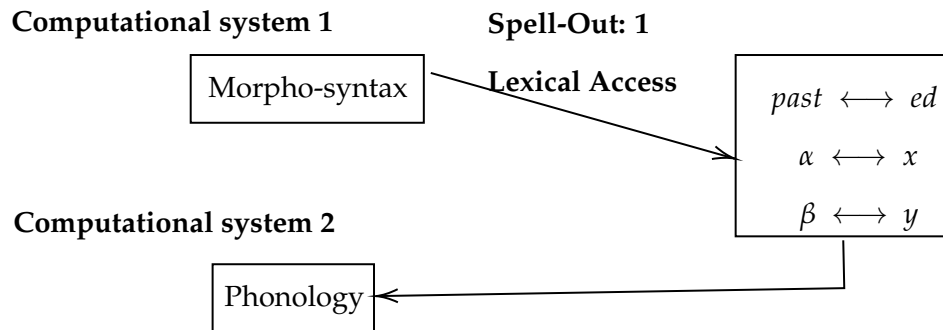 Computational system 1
Spell-Out: 1
Morpho-syntax
Lexical Access
past ⟷ ed
α ⟷ x
β ⟷ y
Computational system 2
Phonology